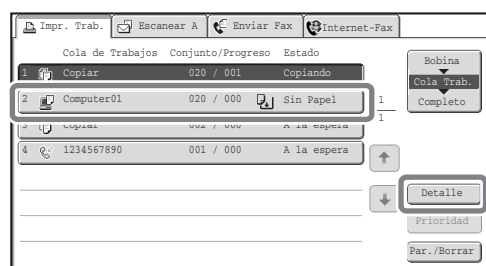 Impr. Trab. Escanear A Enviar Fax Internet-Fax
Cola de Trabajos Conjunto/Progreso Estado
1 Copiar 020 / 001 Copiando
2 Computer01 020 / 000 Sin Papel
3 Copiar 002 / 000 A la espera
4 1234567890 001 / 000 A la espera
1
1
Bobina
Cola Trab.
Completo
Detalle
Prioridad
Par./Borrar